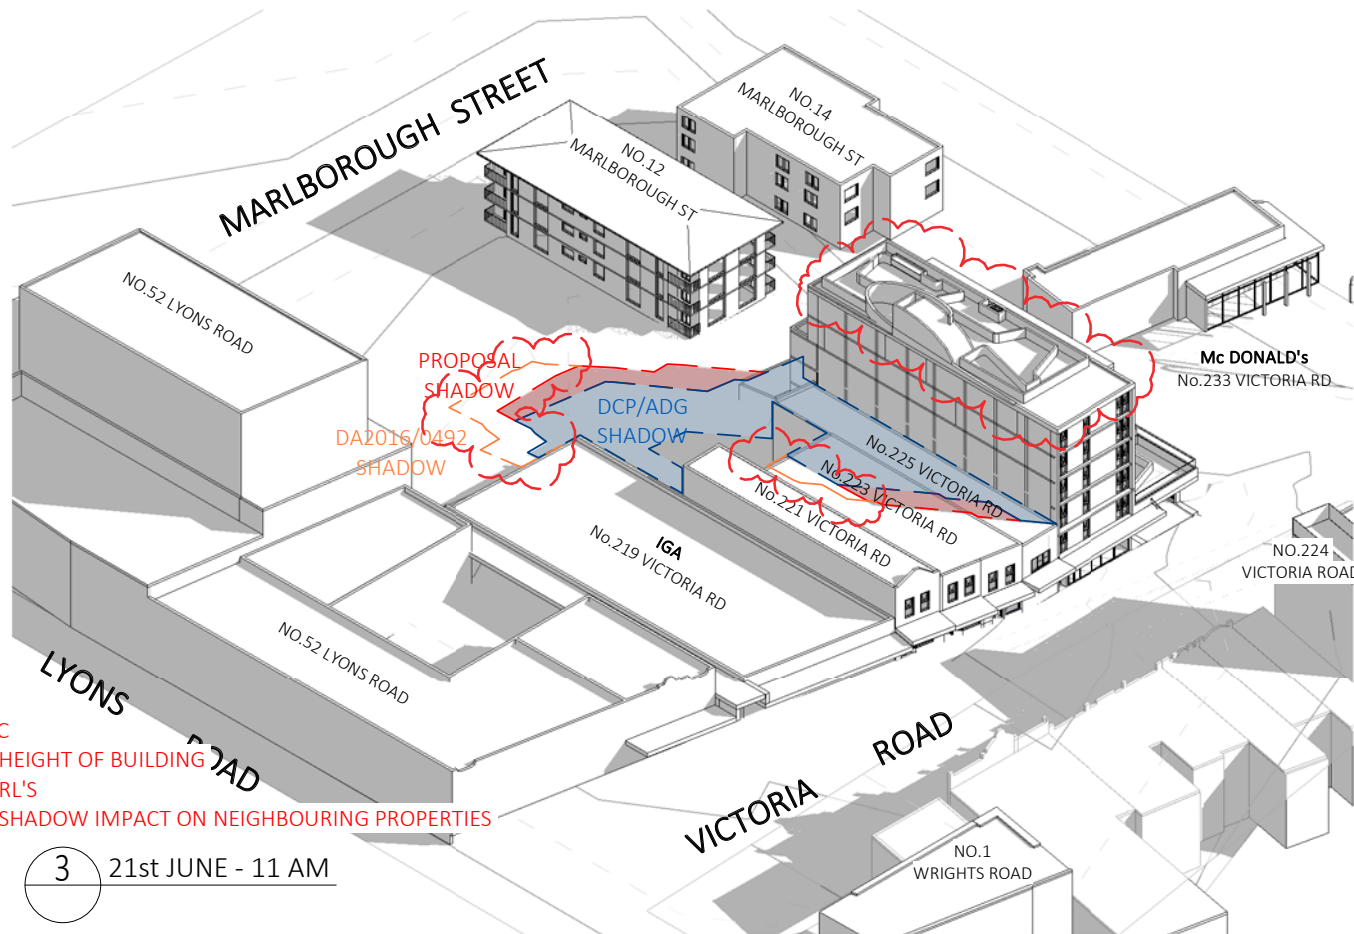 MARLBOROUGH STREET
NO.14
MARLBOROUGH ST
NO.12
MARLBOROUGH ST
NO.52 LYONS ROAD
Mc DONALD's
No.233 VICTORIA RD
PROPOSAL
SHADOW
DCP/ADG
SHADOW
DA2016/0492
SHADOW
No.225 VICTORIA RD
No.223 VICTORIA RD
No.221 VICTORIA RD
IGA
No.219 VICTORIA RD
NO.224
VICTORIA ROAD
NO.52 LYONS ROAD
LYONS ROAD
VICTORIA ROAD
C
HEIGHT OF BUILDING
RL'S
SHADOW IMPACT ON NEIGHBOURING PROPERTIES
NO.1
WRIGHTS ROAD
3 21st JUNE - 11 AM